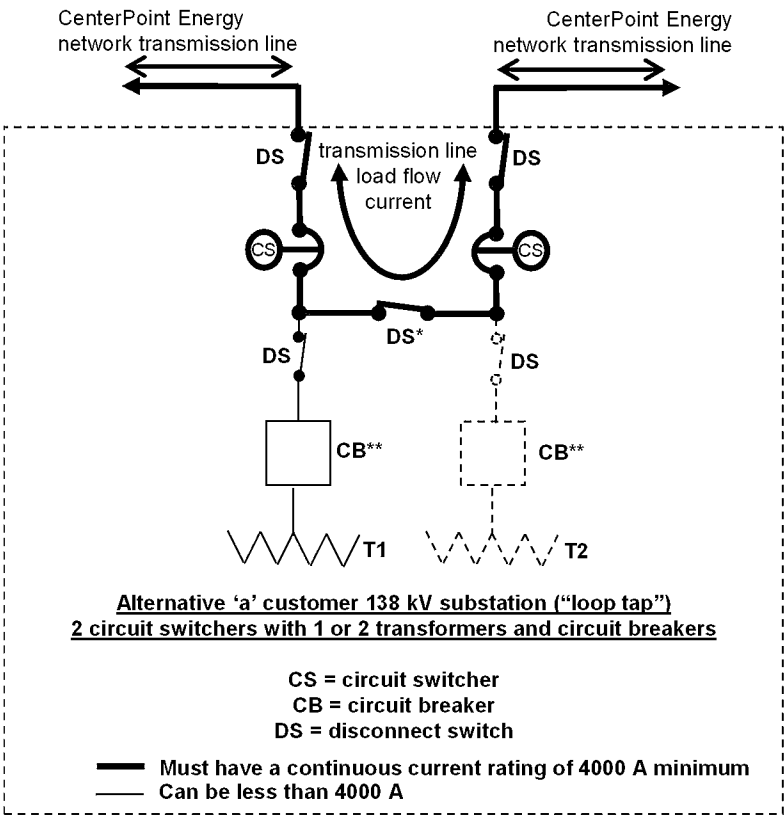 CenterPoint Energy
network transmission line
CenterPoint Energy
network transmission line
DS
transmission line
load flow
current
DS
CS
CS
DS*
DS
DS
CB**
CB**
T1
T2
Alternative ‘a’ customer 138 kV substation (“loop tap”)
2 circuit switchers with 1 or 2 transformers and circuit breakers
CS = circuit switcher
CB = circuit breaker
DS = disconnect switch
Must have a continuous current rating of 4000 A minimum
Can be less than 4000 A